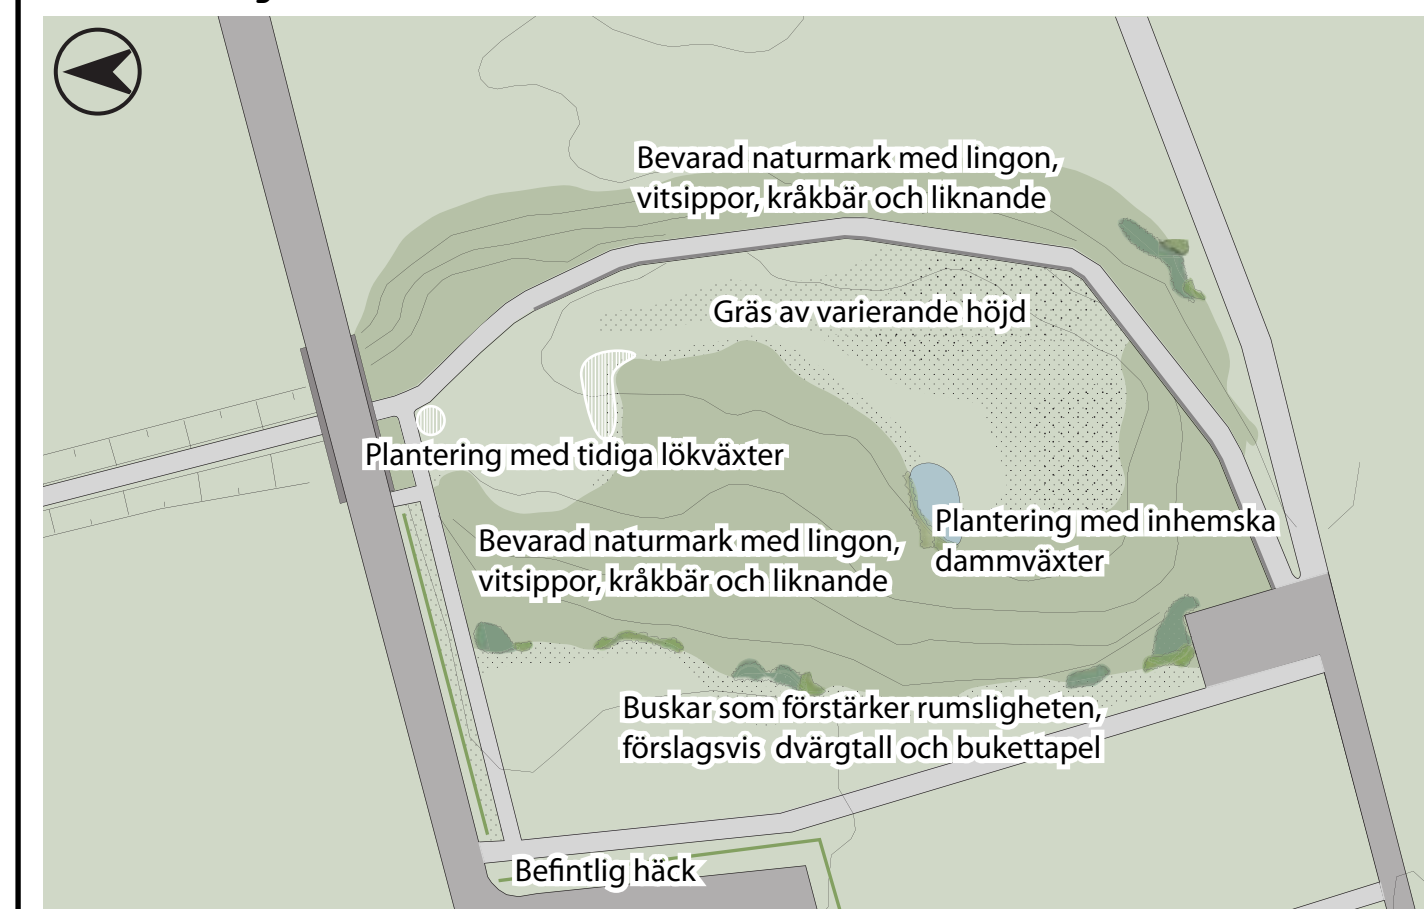 Bevarad naturmark med lingon,
vitsippor, kråkbär och liknande
Gräs av varierande höjd
Plantering med tidiga lökväxter
Plantering med inhemska
dammväxter
Bevarad naturmark med lingon,
vitsippor, kråkbär och liknande
Buskar som förstärker rumsligheten,
förslagsvis dvärgtall och bukettapel
Befintlig häck